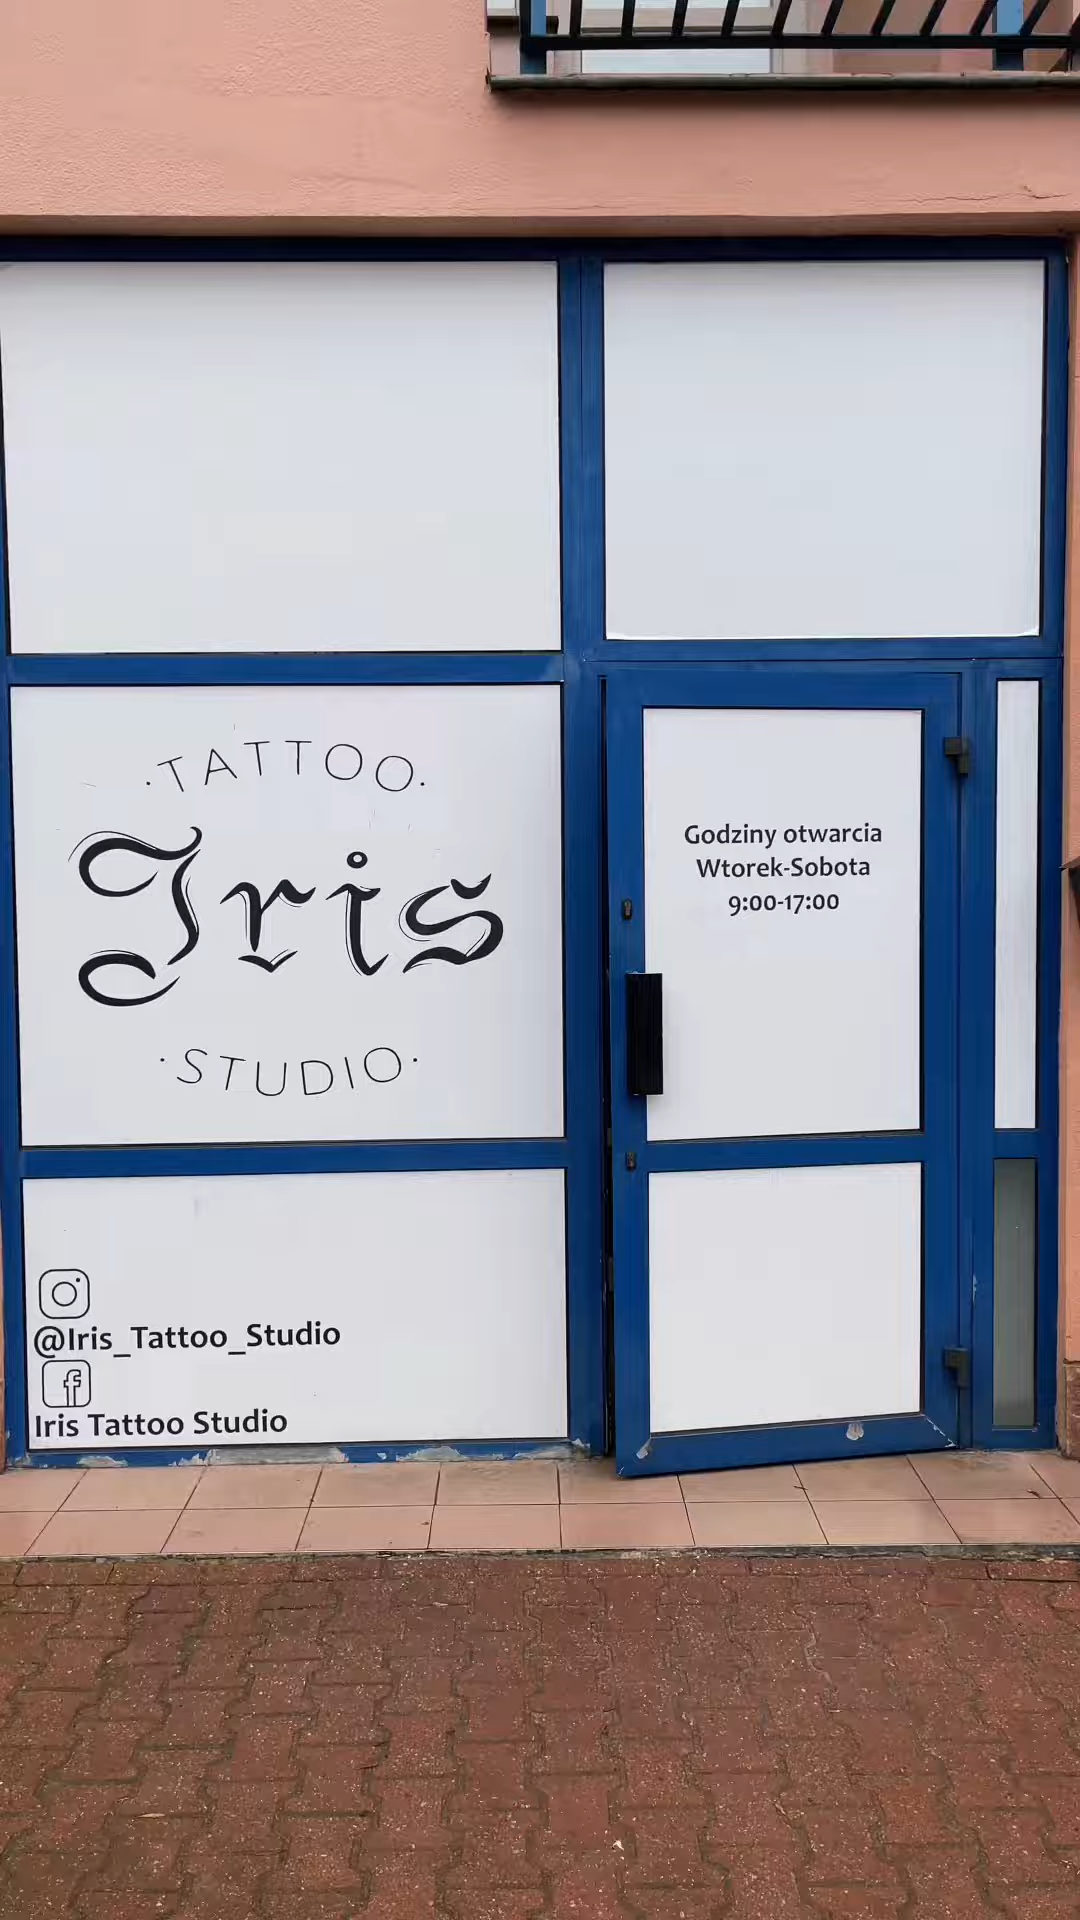 ·TATTOO·
Iris
·STUDIO·
@Iris_Tattoo_Studio
Iris Tattoo Studio
Godziny otwarcia
Wtorek-Sobota
9:00-17:00